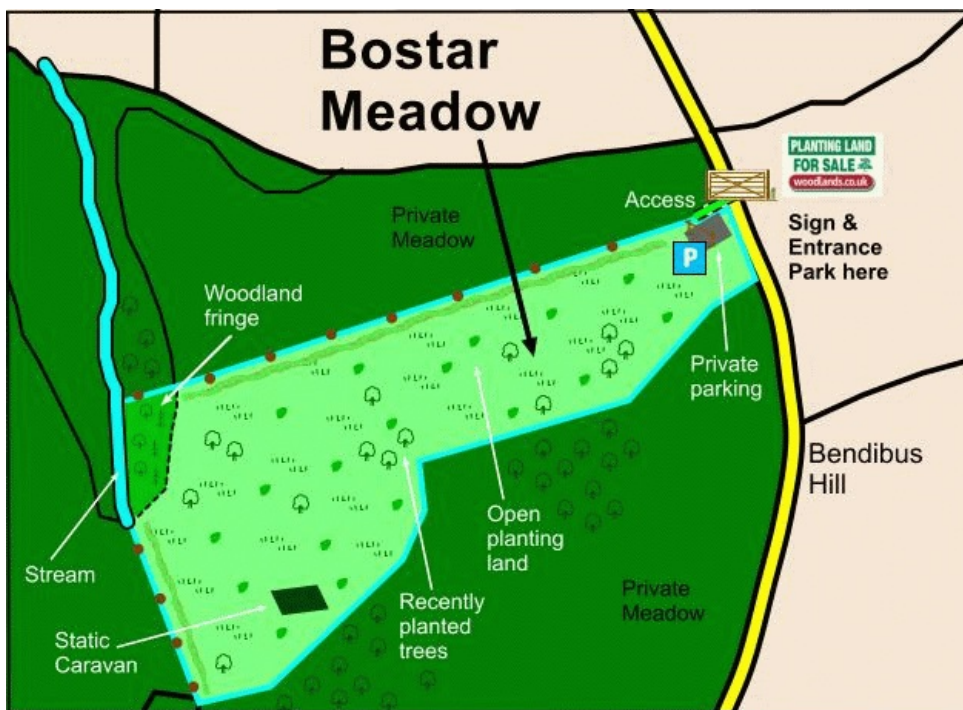 Bostar
Meadow
PLANTING LAND
FOR SALE
woodlands.co.uk
Access
Sign &
Entrance
Park here
Private
Meadow
P
Woodland
fringe
Private
parking
Bendibus
Hill
Open
planting
land
Stream
Private
Meadow
Recently
planted
trees
Static
Caravan